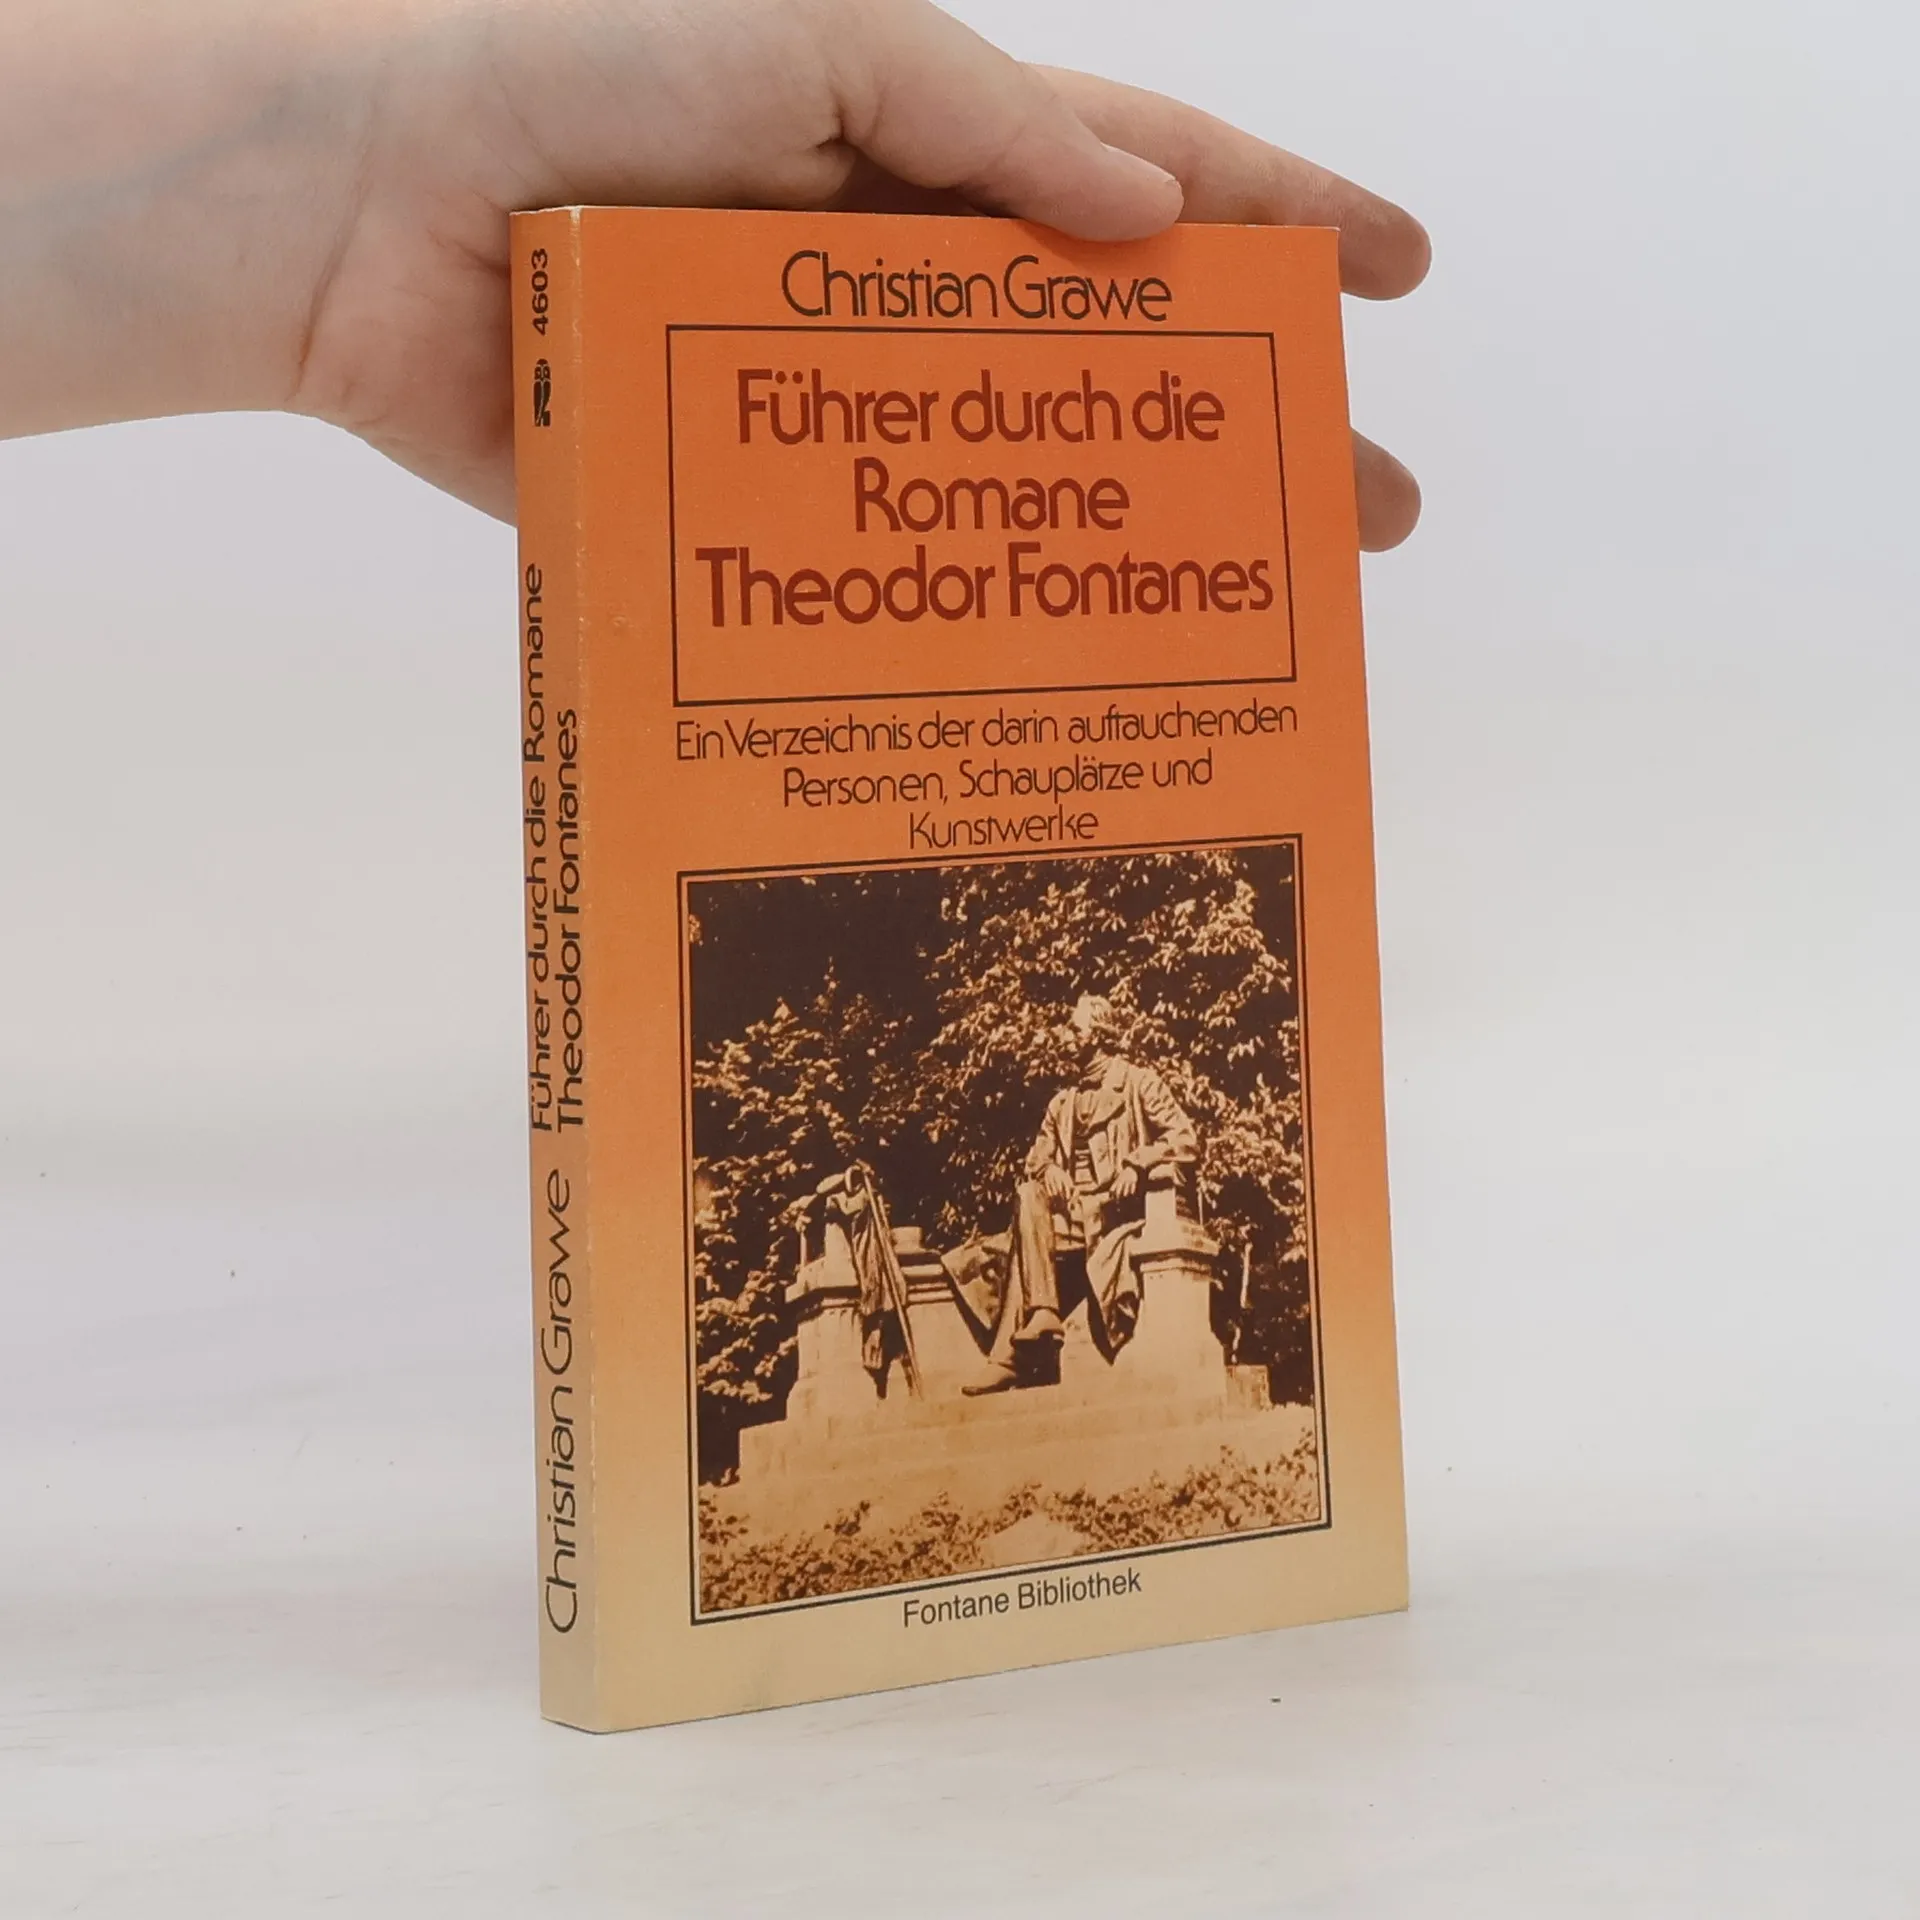 Christian Grawe
Führer durch die
Romane
Theodor Fontanes
Ein Verzeichnis der darin auftauchenden
Personen, Schauplätze und
Kunstwerke
Fontane Bibliothek
4603
Christian Grawe
Führer durch die Romane
Theodor Fontanes